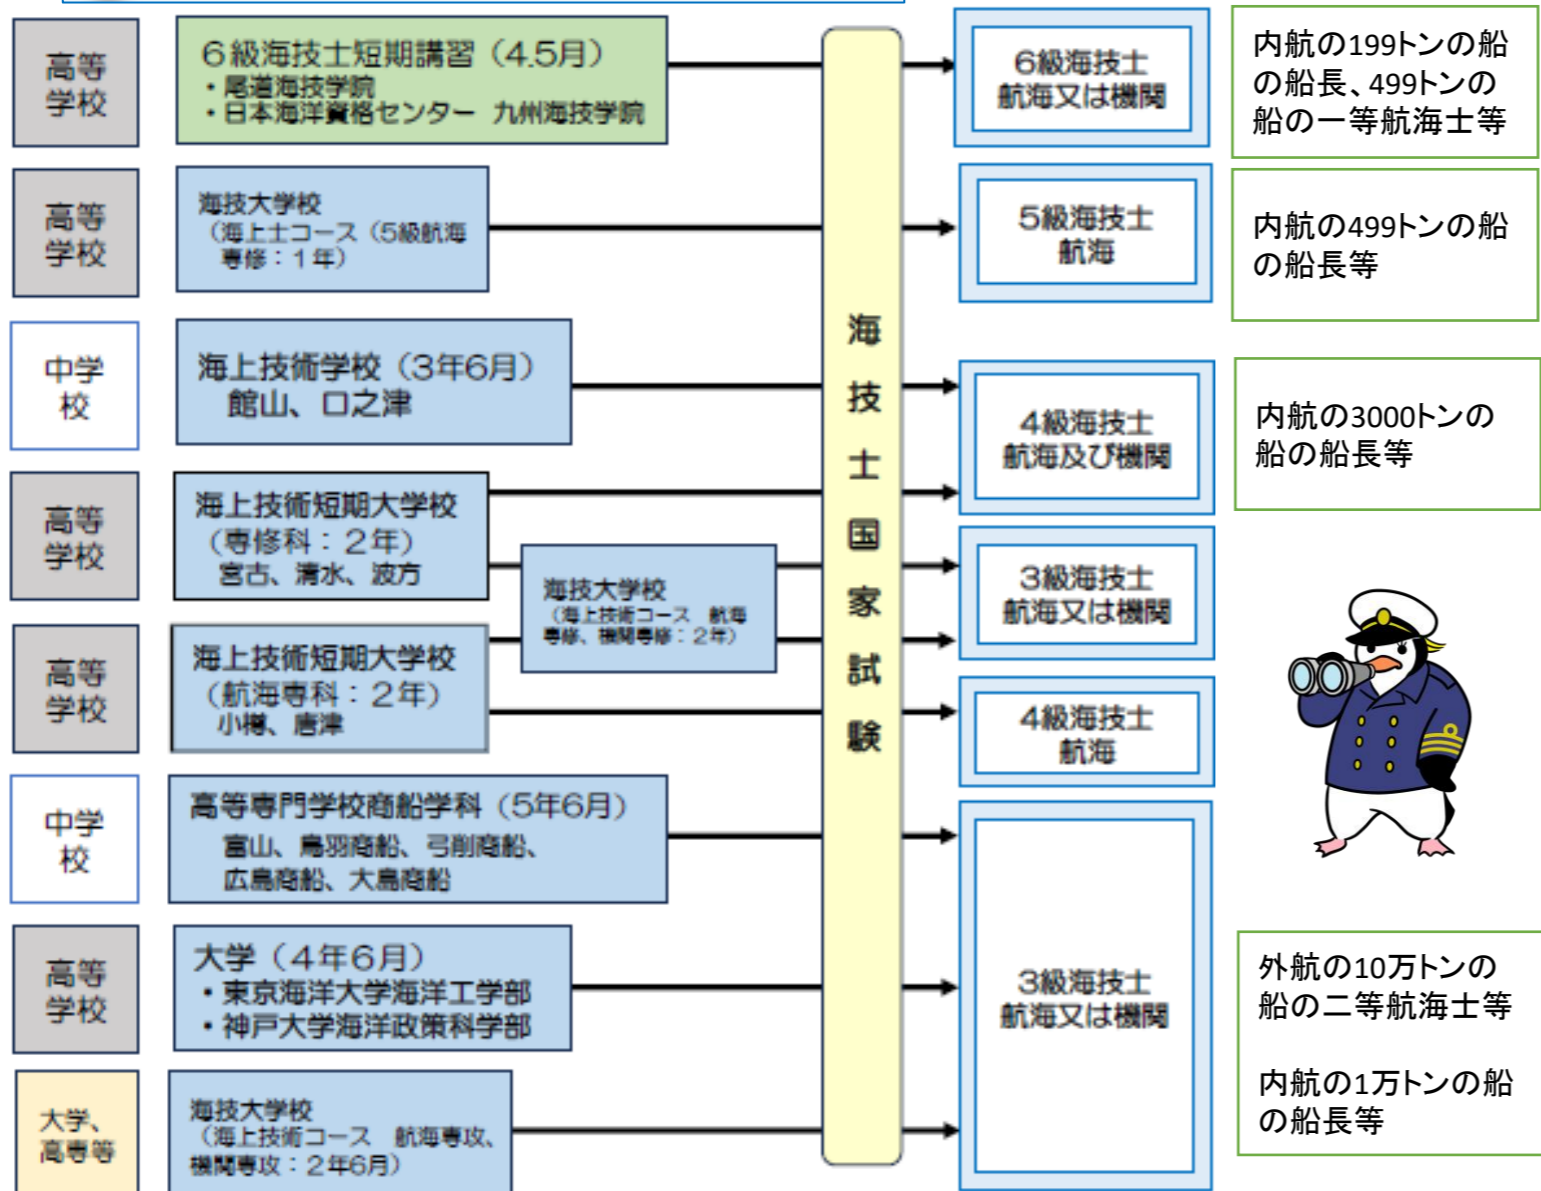 高等
学校
６級海技士短期講習（4.5月）
・尾道海技学院
・日本海洋資格センター 九州海技学院
6級海技士
航海又は機関
内航の199トンの船
の船長、499トンの
船の一等航海士等
高等
学校
海技大学校
（海上士コース（5級航海
専修：１年）
5級海技士
航海
内航の499トンの船
の船長等
中学
校
海上技術学校（3年6月）
館山、口之津
4級海技士
航海及び機関
内航の3000トンの
船の船長等
高等
学校
海上技術短期大学校
（専修科：２年）
宮古、清水、波方
海技大学校
（海上技術コース 航海
専修、機関専修：２年）
3級海技士
航海又は機関
高等
学校
海上技術短期大学校
（航海専科：２年）
小樽、唐津
4級海技士
航海
中学
校
高等専門学校商船学科（5年6月）
富山、鳥羽商船、弓削商船、
広島商船、大島商船
高等
学校
大学（４年６月）
・東京海洋大学海洋工学部
・神戸大学海洋政策科学部
3級海技士
航海又は機関
外航の10万トンの
船の二等航海士等
内航の1万トンの船
の船長等
大学、
高専等
海技大学校
（海上技術コース 航海専攻、
機関専攻：２年6月）
海技士国家試験